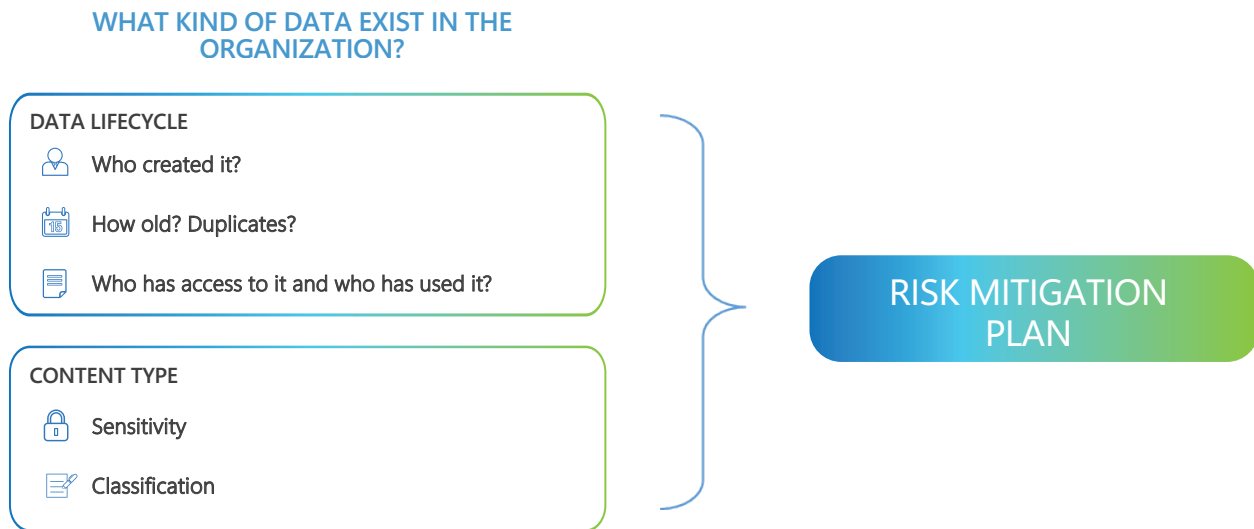 WHAT KIND OF DATA EXIST IN THE
ORGANIZATION?
DATA LIFECYCLE
Who created it?
15
How old? Duplicates?
Who has access to it and who has used it?
CONTENT TYPE
Sensitivity
Classification
RISK MITIGATION
PLAN